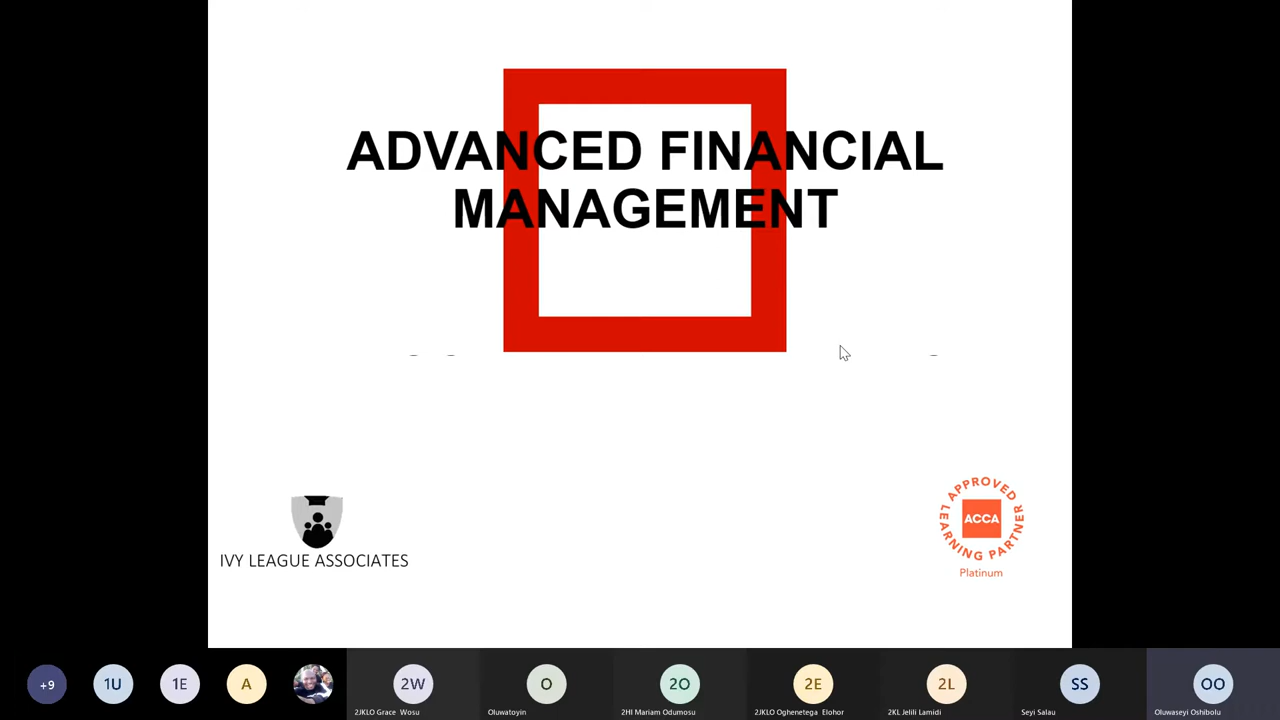 ADVANCED FINANCIAL
MANAGEMENT
IVY LEAGUE ASSOCIATES
APPROVED
ACCA
LEARNING PARTNER
Platinum
+9
1U
1E
A
2W
O
2O
2E
2L
SS
OO
2JKLO Grace Wosu
Oluwatoyin
2HI Mariam Odumosu
2JKLO Oghenetega Elohor
2KL Jelili Lamidi
Seyi Salau
Oluwaseyi Oshibolu